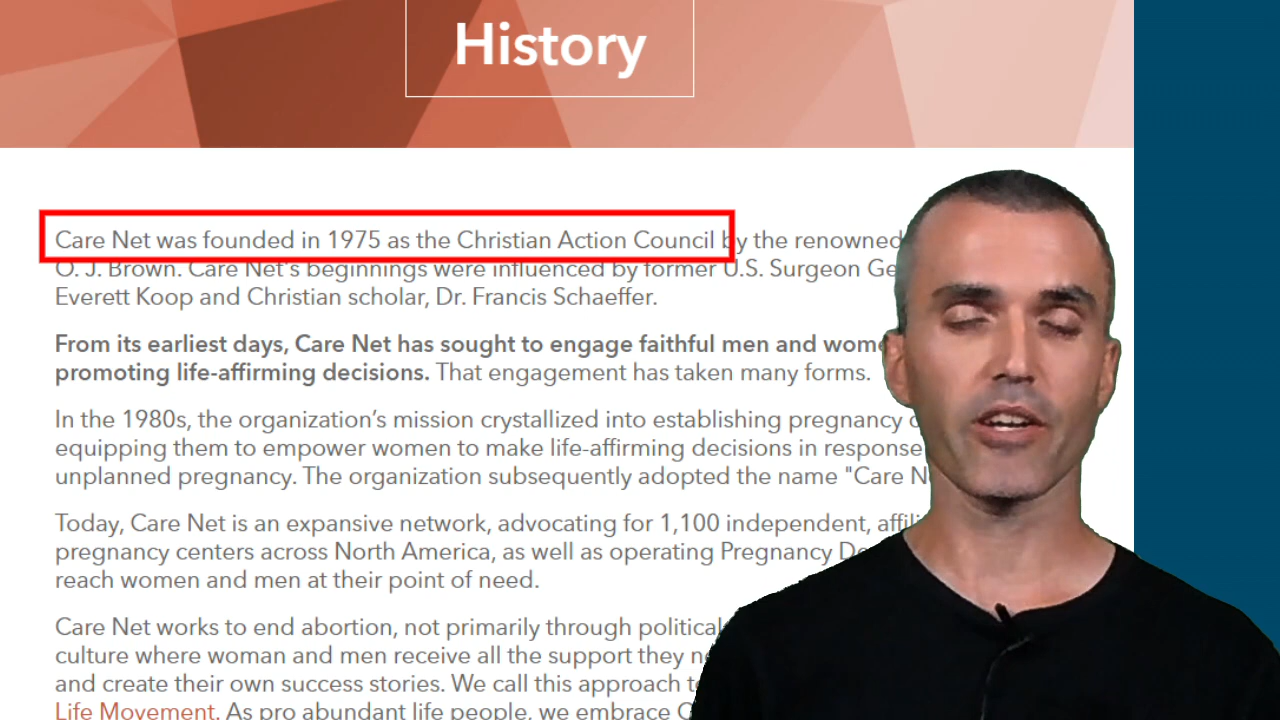 History
Care Net was founded in 1975 as the Christian Action Council by the renowned
O. J. Brown. Care Net's beginnings were influenced by former U.S. Surgeon
Everett Koop and Christian scholar, Dr. Francis Schaeffer.
From its earliest days, Care Net has sought to engage faithful men and
promoting life-affirming decisions. That engagement has taken many forms.
In the 1980s, the organization's mission crystallized into establishing pregnancy
equipping them to empower women to make life-affirming decisions in response
unplanned pregnancy. The organization subsequently adopted the name "Care
Today, Care Net is an expansive network, advocating for 1,100 independent,
pregnancy centers across North America, as well as operating Pregnancy
reach women and men at their point of need.
Care Net works to end abortion, not primarily through political
culture where woman and men receive all the support they
and create their own success stories. We call this approach
Life Movement. As pro abundant life people, we embrace